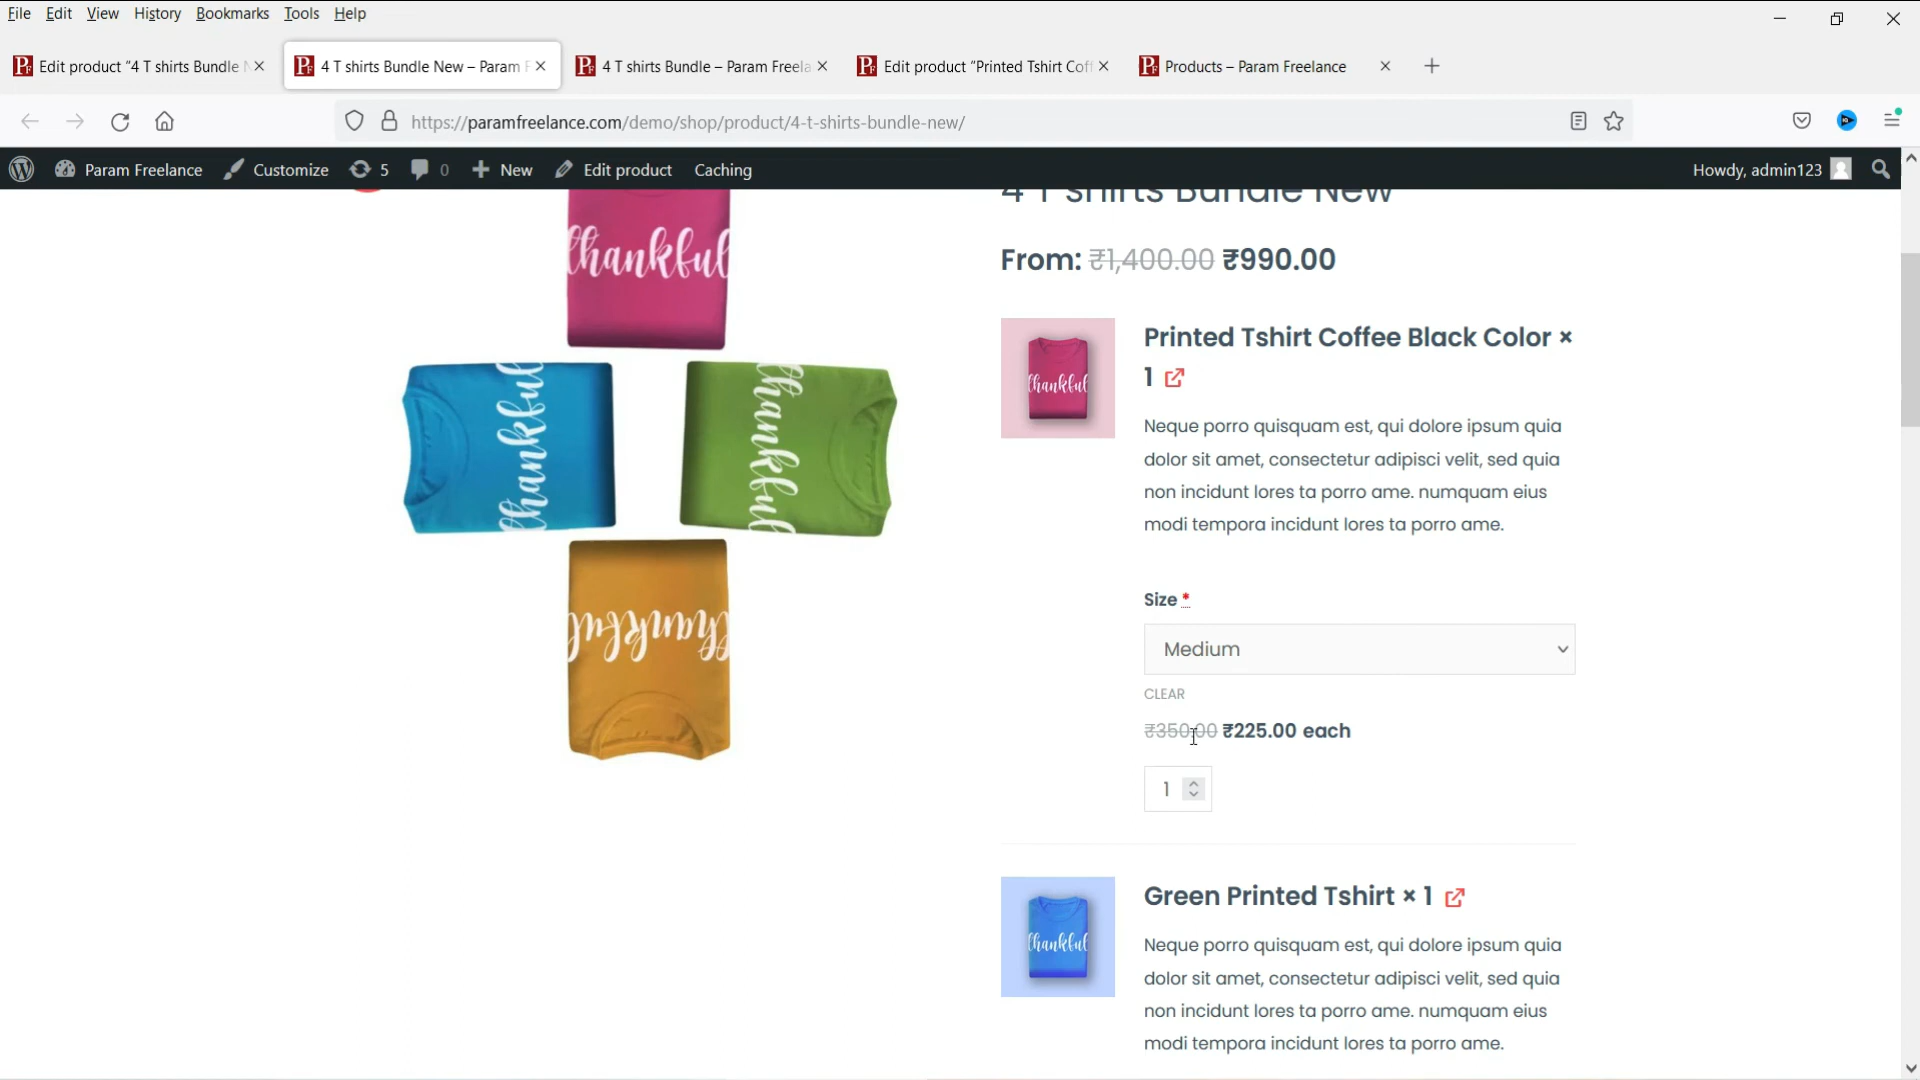 File Edit View History Bookmarks Tools Help
Edit product "4 T shirts Bundle N
4 T shirts Bundle New – Param F
4 T shirts Bundle – Param Freela
Edit product "Printed Tshirt Coff
Products – Param Freelance
https://paramfreelance.com/demo/shop/product/4-t-shirts-bundle-new/
Param Freelance Customize 5 0 New Edit product Caching Howdy, admin123
4 T shirts Bundle New
From: ₹1,400.00 ₹990.00
thankful
thankful
thankful
thankful
thankful
Printed Tshirt Coffee Black Color ×
1
Neque porro quisquam est, qui dolore ipsum quia
dolor sit amet, consectetur adipisci velit, sed quia
non incidunt lores ta porro ame. numquam eius
modi tempora incidunt lores ta porro ame.
Size *
Medium
CLEAR
₹350.00 ₹225.00 each
1
thankful
Green Printed Tshirt × 1
Neque porro quisquam est, qui dolore ipsum quia
dolor sit amet, consectetur adipisci velit, sed quia
non incidunt lores ta porro ame. numquam eius
modi tempora incidunt lores ta porro ame.